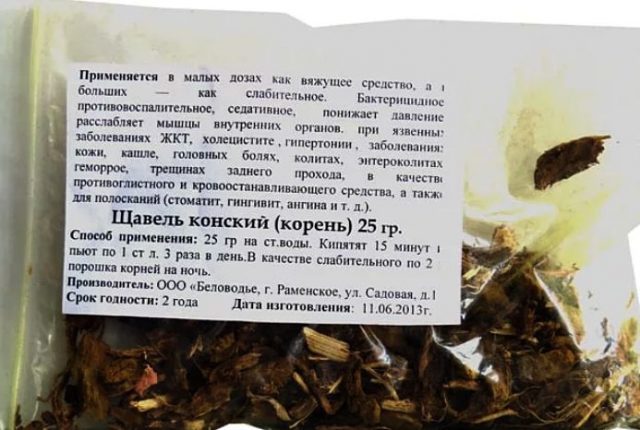 Применяется в малых дозах как вяжущее средство, а
больших — как слабительное. Бактерицидное
противовоспалительное, седативное, понижает давление
расслабляет мышцы внутренних органов. при язвенны
заболеваниях ЖКТ, холецистите , гипертонии , заболевания
кожи, кашле, головных болях, колитах, энтероколитах
геморрое, трещинах заднего прохода, в качеств
противоглистного и кровоостанавливающего средства, а такж
для полосканий (стоматит, гингивит, ангина и т. д.).
Щавель конский (корень) 25 гр.
Способ применения: 25 гр на ст.воды. Кипятят 15 минут
пьют по 1 ст л. 3 раза в день.В качестве слабительного по 2
порошка корней на ночь.
Производитель: ООО «Беловодье, г. Раменское, ул. Садовая, д.1
Срок годности: 2 года Дата изготовления: 11.06.2013г.